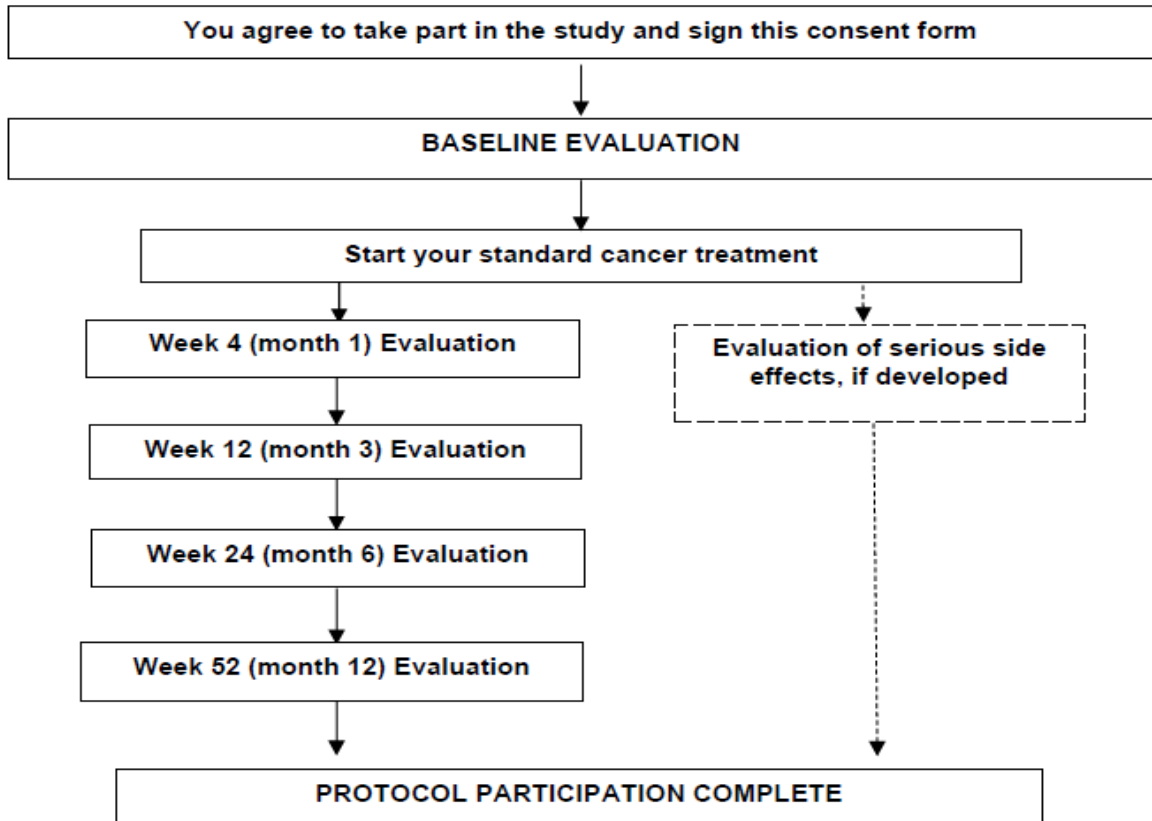 You agree to take part in the study and sign this consent form
BASELINE EVALUATION
Start your standard cancer treatment
Week 4 (month 1) Evaluation
Week 12 (month 3) Evaluation
Week 24 (month 6) Evaluation
Week 52 (month 12) Evaluation
Evaluation of serious side
effects, if developed
PROTOCOL PARTICIPATION COMPLETE